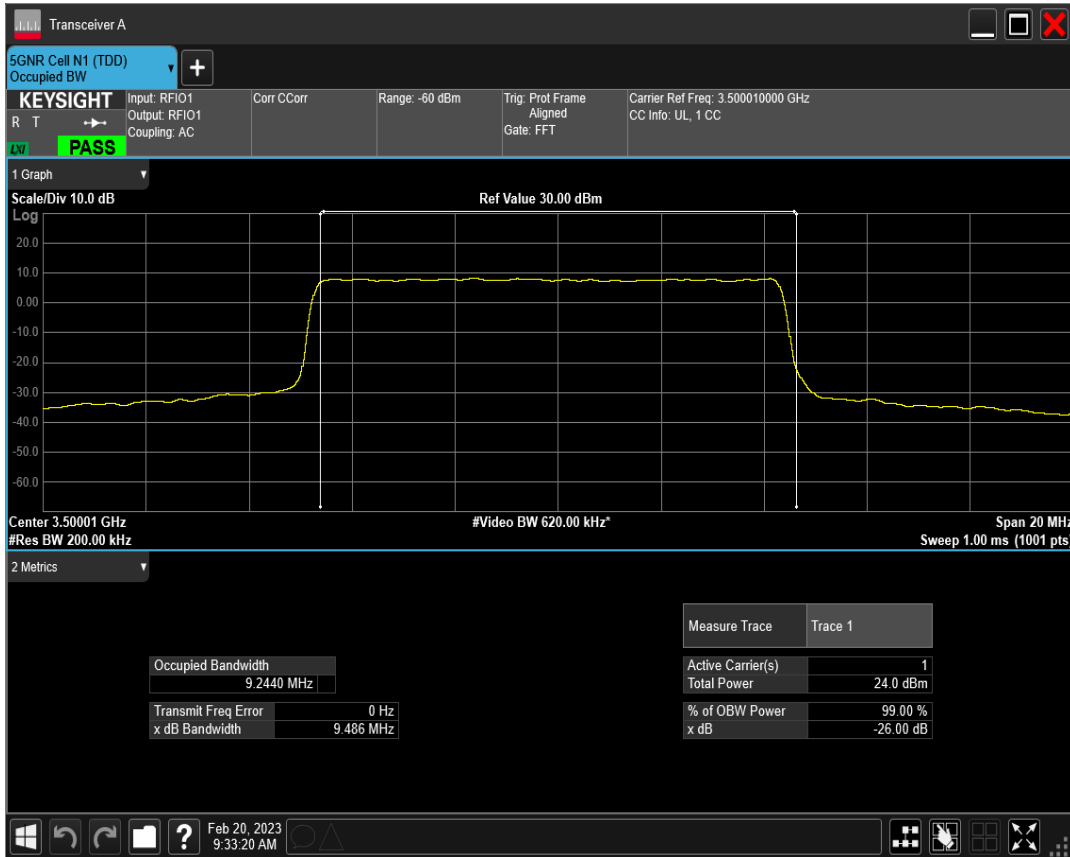 Transceiver A
5GNR Cell N1 (TDD)
Occupied BW
KEYSIGHT
R T
LXI
PASS
Input: RFIO1
Output: RFIO1
Coupling: AC
Corr CCorr
Range: -60 dBm
Trig: Prot Frame
Aligned
Gate: FFT
Carrier Ref Freq: 3.500010000 GHz
CC Info: UL, 1 CC
1 Graph
Scale/Div 10.0 dB
Ref Value 30.00 dBm
Log
20.0
10.0
0.00
-10.0
-20.0
-30.0
-40.0
-50.0
-60.0
Center 3.50001 GHz
#Video BW 620.00 kHz*
Span 20 MHz
#Res BW 200.00 kHz
Sweep 1.00 ms (1001 pts)
2 Metrics
Measure Trace Trace 1
Occupied Bandwidth
9.2440 MHz
Active Carrier(s) 1
Total Power 24.0 dBm
Transmit Freq Error 0 Hz
x dB Bandwidth 9.486 MHz
% of OBW Power 99.00 %
x dB -26.00 dB
?
Feb 20, 2023
9:33:20 AM